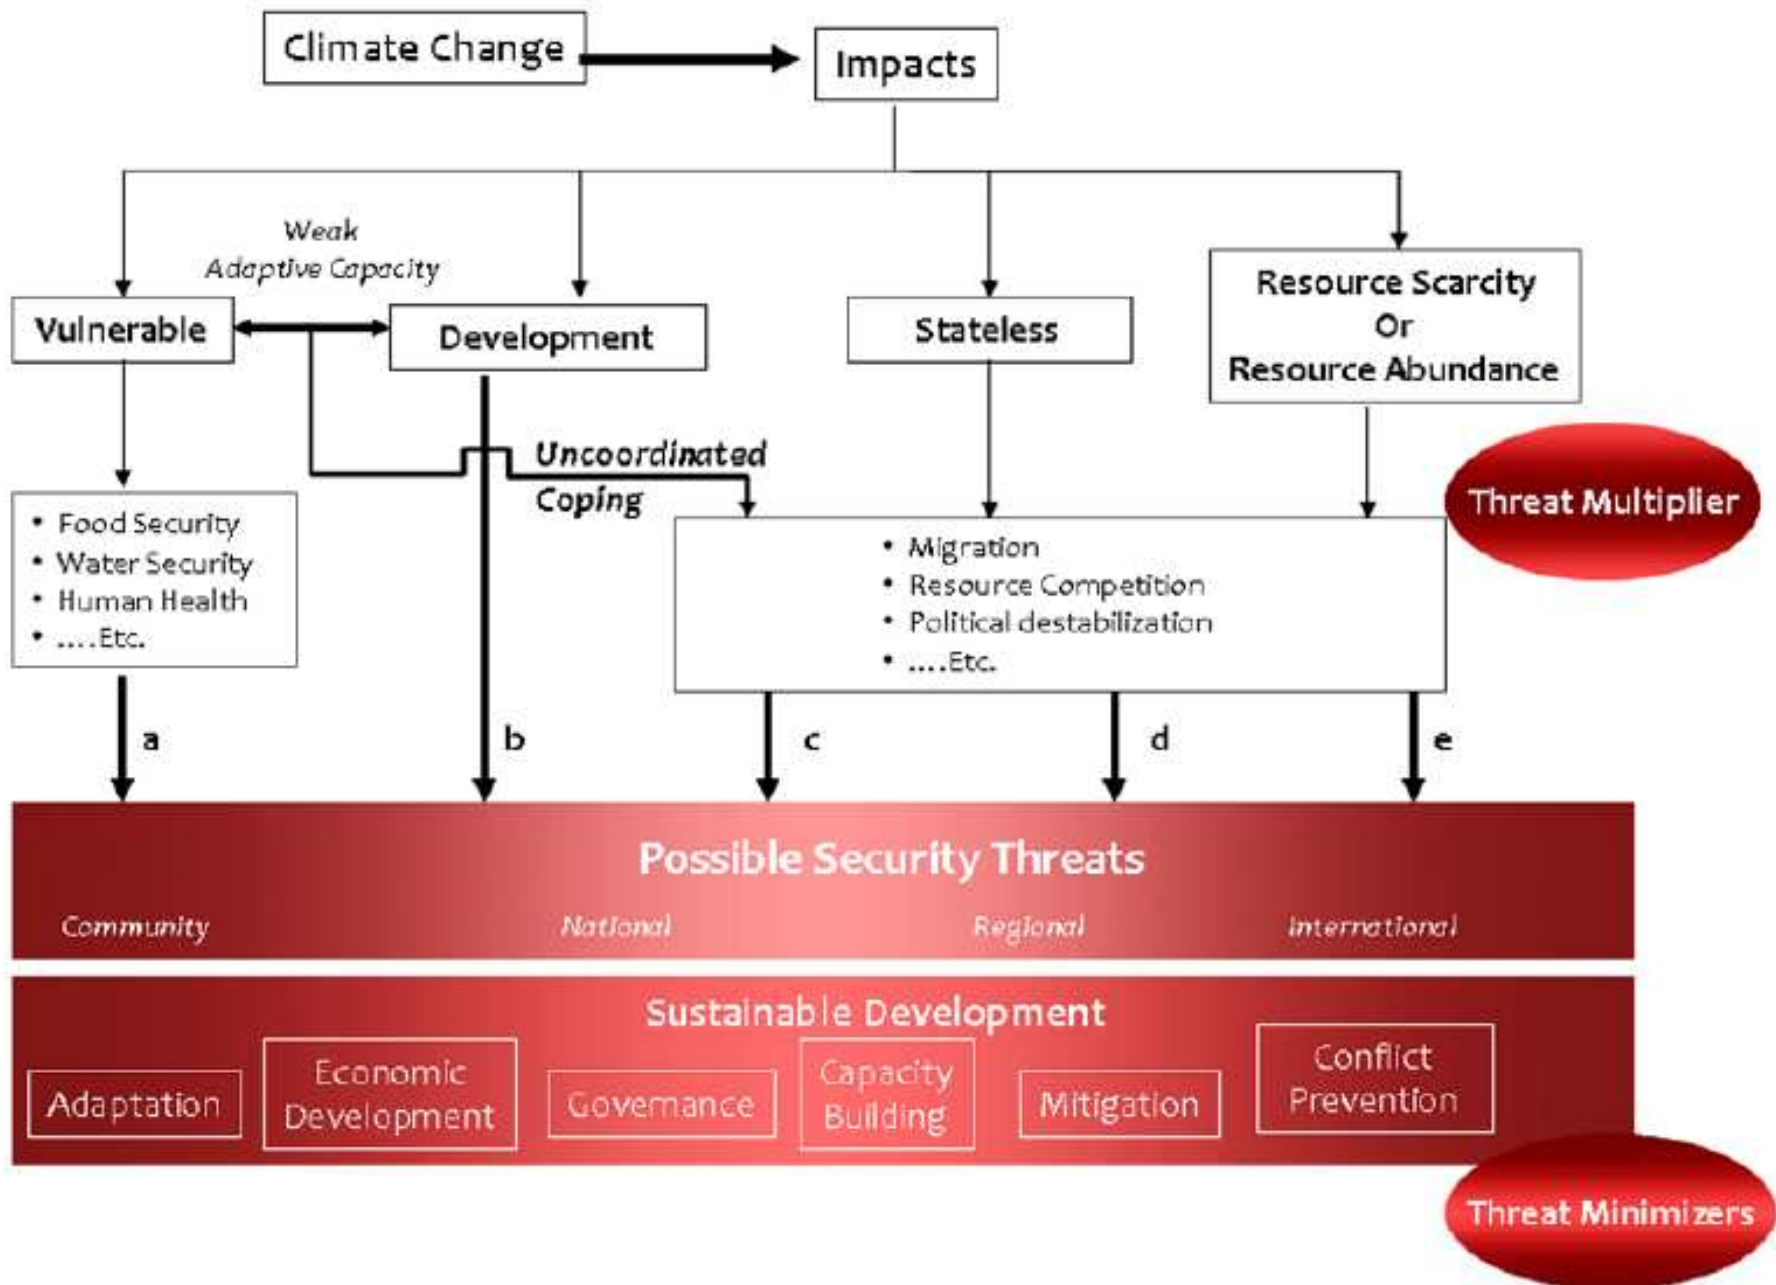 Climate Change
Impacts
Weak
Adaptive Capacity
Vulnerable
Development
Stateless
Resource Scarcity
Or
Resource Abundance
Uncoordinated
Coping
Threat Multiplier
• Food Security
• Water Security
• Human Health
• ....Etc.
• Migration
• Resource Competition
• Political destabilization
• ....Etc.
a
b
c
d
e
Possible Security Threats
Community
National
Regional
International
Sustainable Development
Adaptation
Economic
Development
Governance
Capacity
Building
Mitigation
Conflict
Prevention
Threat Minimizers